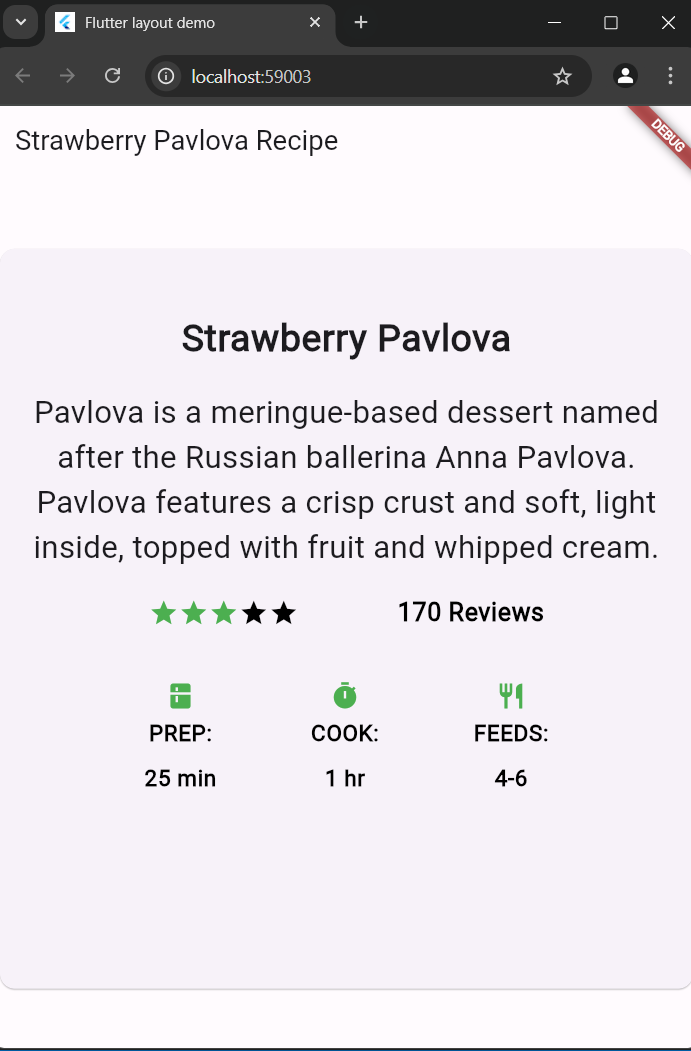 Flutter layout demo
localhost:59003
Strawberry Pavlova Recipe
DEBUG
Strawberry Pavlova
Pavlova is a meringue-based dessert named
after the Russian ballerina Anna Pavlova.
Pavlova features a crisp crust and soft, light
inside, topped with fruit and whipped cream.
170 Reviews
PREP: COOK: FEEDS:
25 min 1 hr 4-6